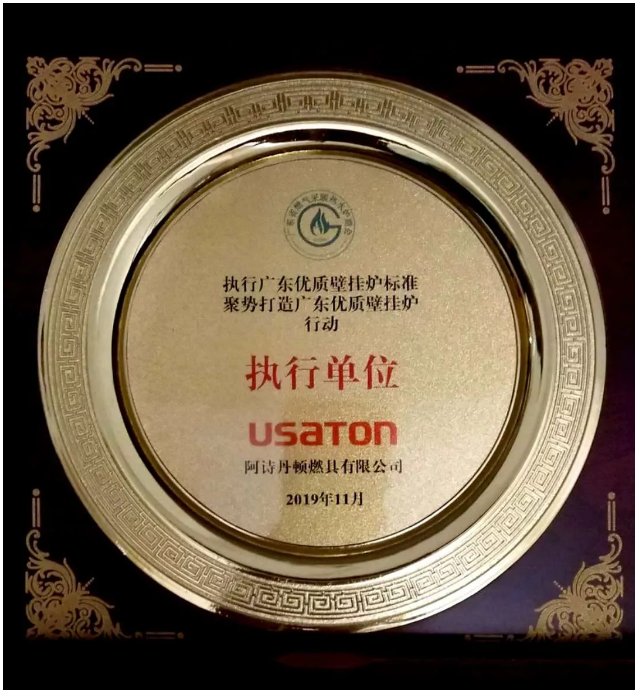 执行广东优质壁挂炉标准
聚势打造广东优质壁挂炉
行动
执行单位
USATON
阿诗丹顿燃具有限公司
2019年11月